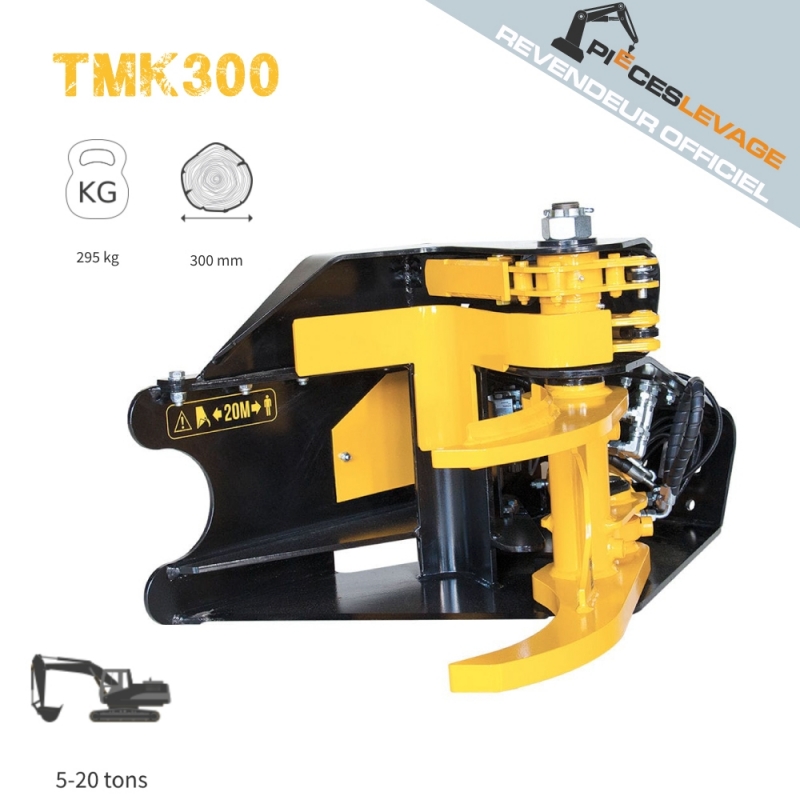 TMK300
PIÈCESLEVAGE
REVENDEUR OFFICIEL
KG
295 kg
300 mm
20M
5-20 tons